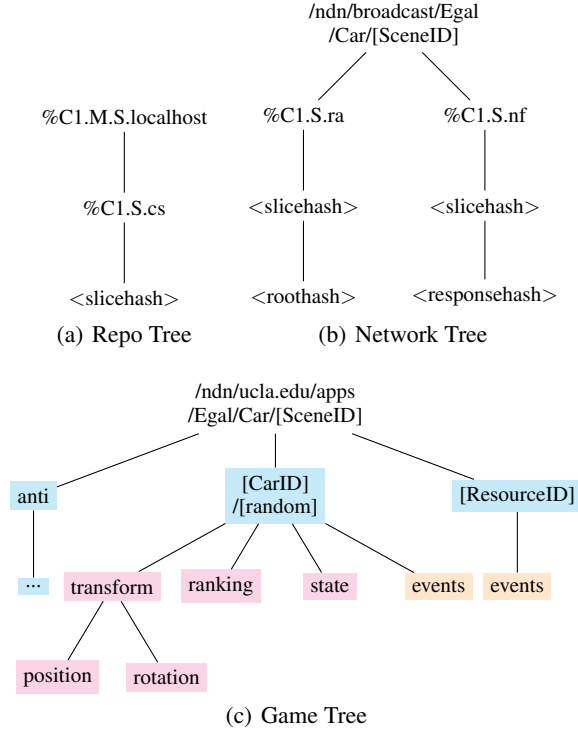 /ndn/broadcast/Egal
/Car/[SceneID]
%C1.M.S.localhost
%C1.S.ra
%C1.S.nf
%C1.S.cs
<slicehash>
<slicehash>
<slicehash>
<roothash>
<responsehash>
(a) Repo Tree
(b) Network Tree
/ndn/ucla.edu/apps
/Egal/Car/[SceneID]
anti
[CarID]
/[random]
[ResourceID]
...
transform
ranking
state
events
events
position
rotation
(c) Game Tree